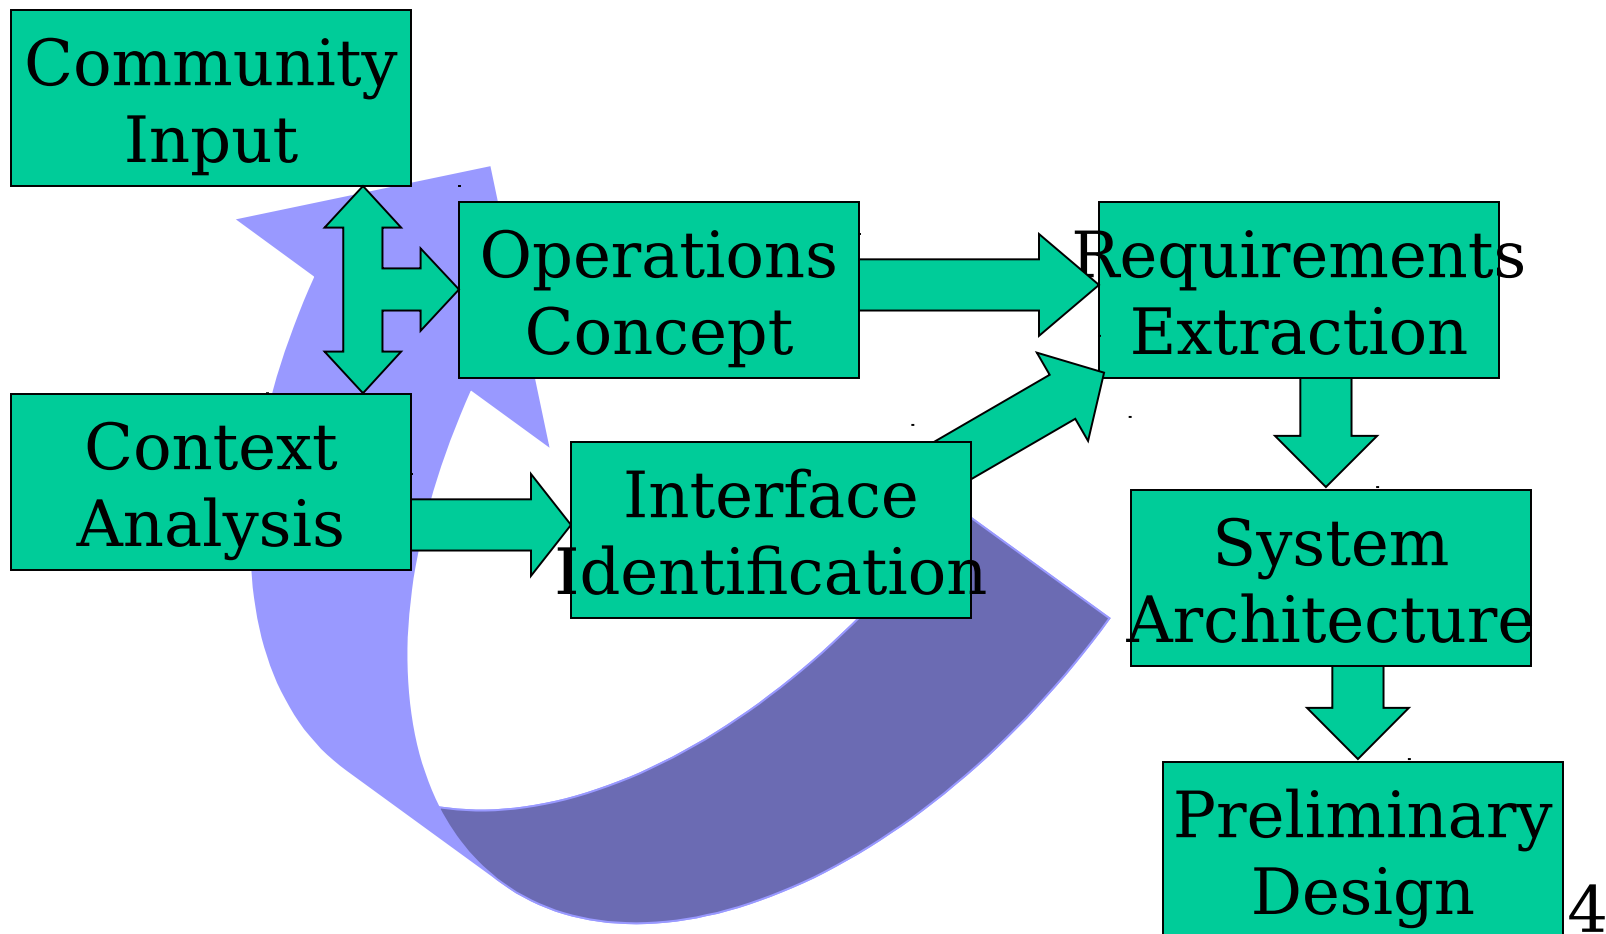 Community
Input
Operations
Concept
Requirements
Extraction
Context
Analysis
Interface
Identification
System
Architecture
Preliminary
Design
4